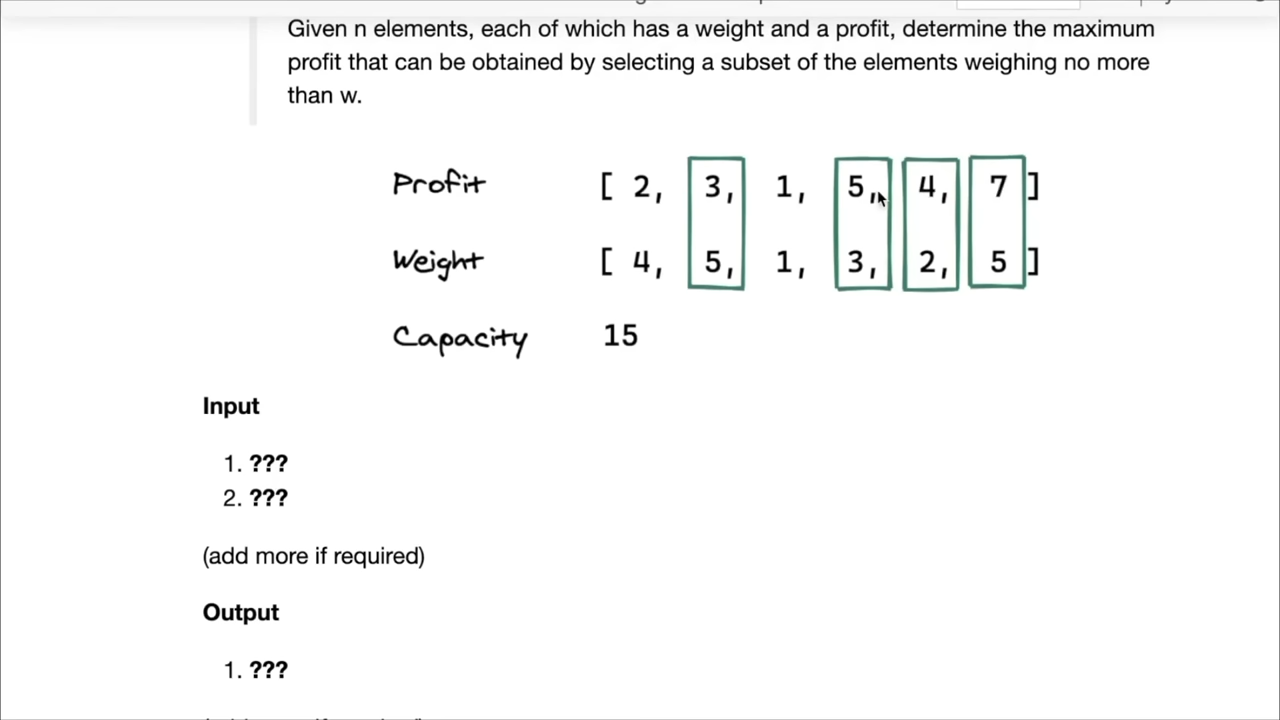 Given n elements, each of which has a weight and a profit, determine the maximum
profit that can be obtained by selecting a subset of the elements weighing no more
than w.
Profit [ 2, 3, 1, 5, 4, 7 ]
Weight [ 4, 5, 1, 3, 2, 5 ]
Capacity 15
Input
1. ???
2. ???
(add more if required)
Output
1. ???